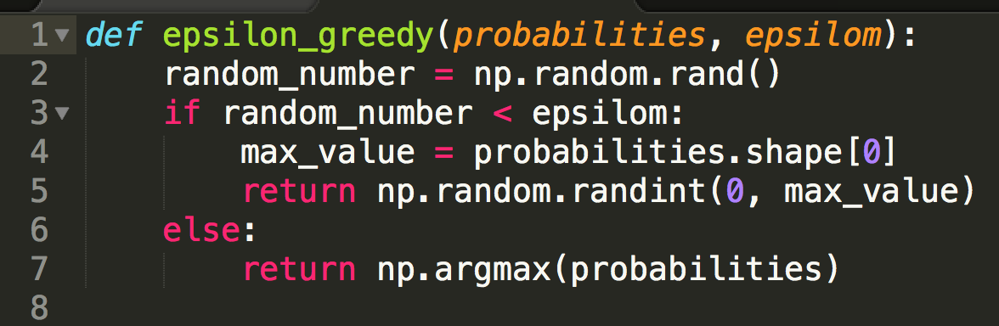 1 def epsilon_greedy(probabilities, epsilom):
2     random_number = np.random.rand()
3     if random_number < epsilom:
4         max_value = probabilities.shape[0]
5         return np.random.randint(0, max_value)
6     else:
7         return np.argmax(probabilities)
8